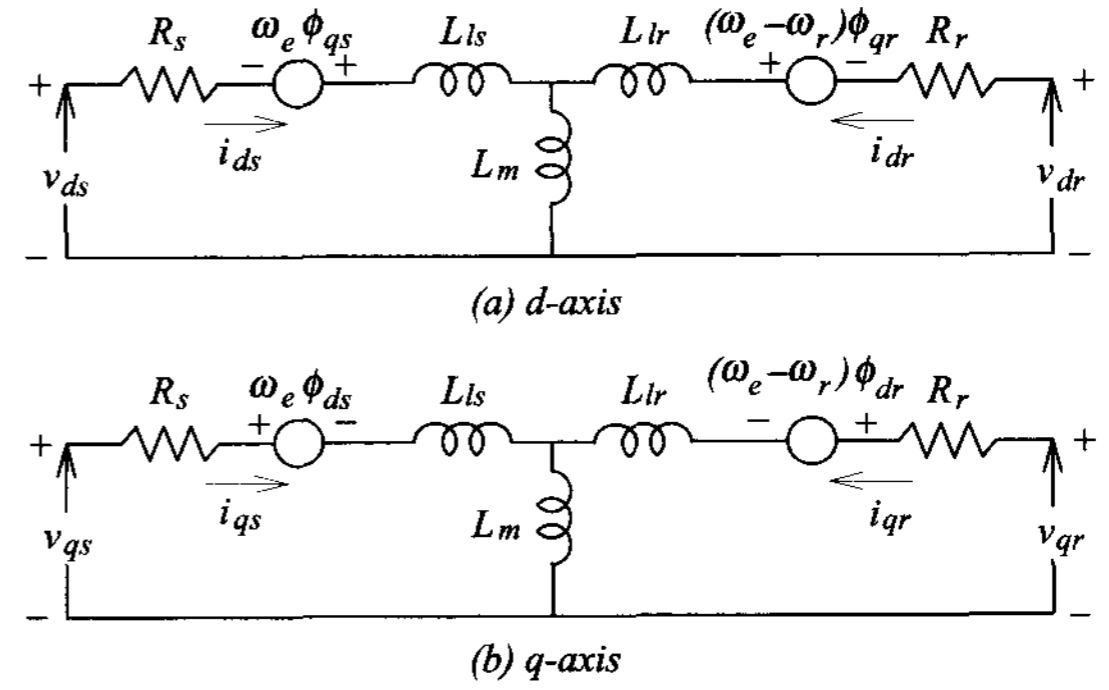 R_s ω_e ϕ_qs L_ls L_lr (ω_e–ω_r)ϕ_qr R_r
+ – + + – +
i_ds i_dr
v_ds L_m v_dr
– –
(a) d-axis
R_s ω_e ϕ_ds L_ls L_lr (ω_e–ω_r)ϕ_dr R_r
+ + – – + +
i_qs i_qr
v_qs L_m v_qr
– –
(b) q-axis